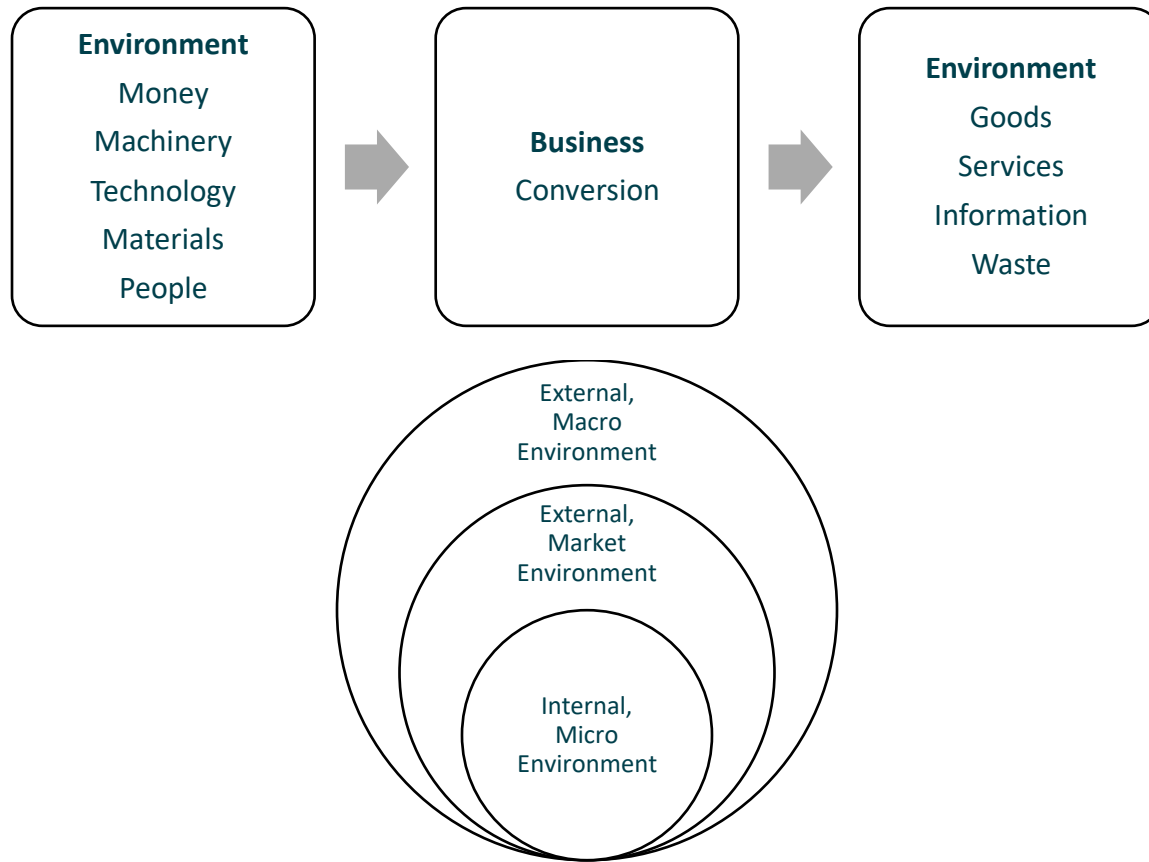 Environment
Money
Machinery
Technology
Materials
People
Business
Conversion
Environment
Goods
Services
Information
Waste
External,
Macro
Environment
External,
Market
Environment
Internal,
Micro
Environment